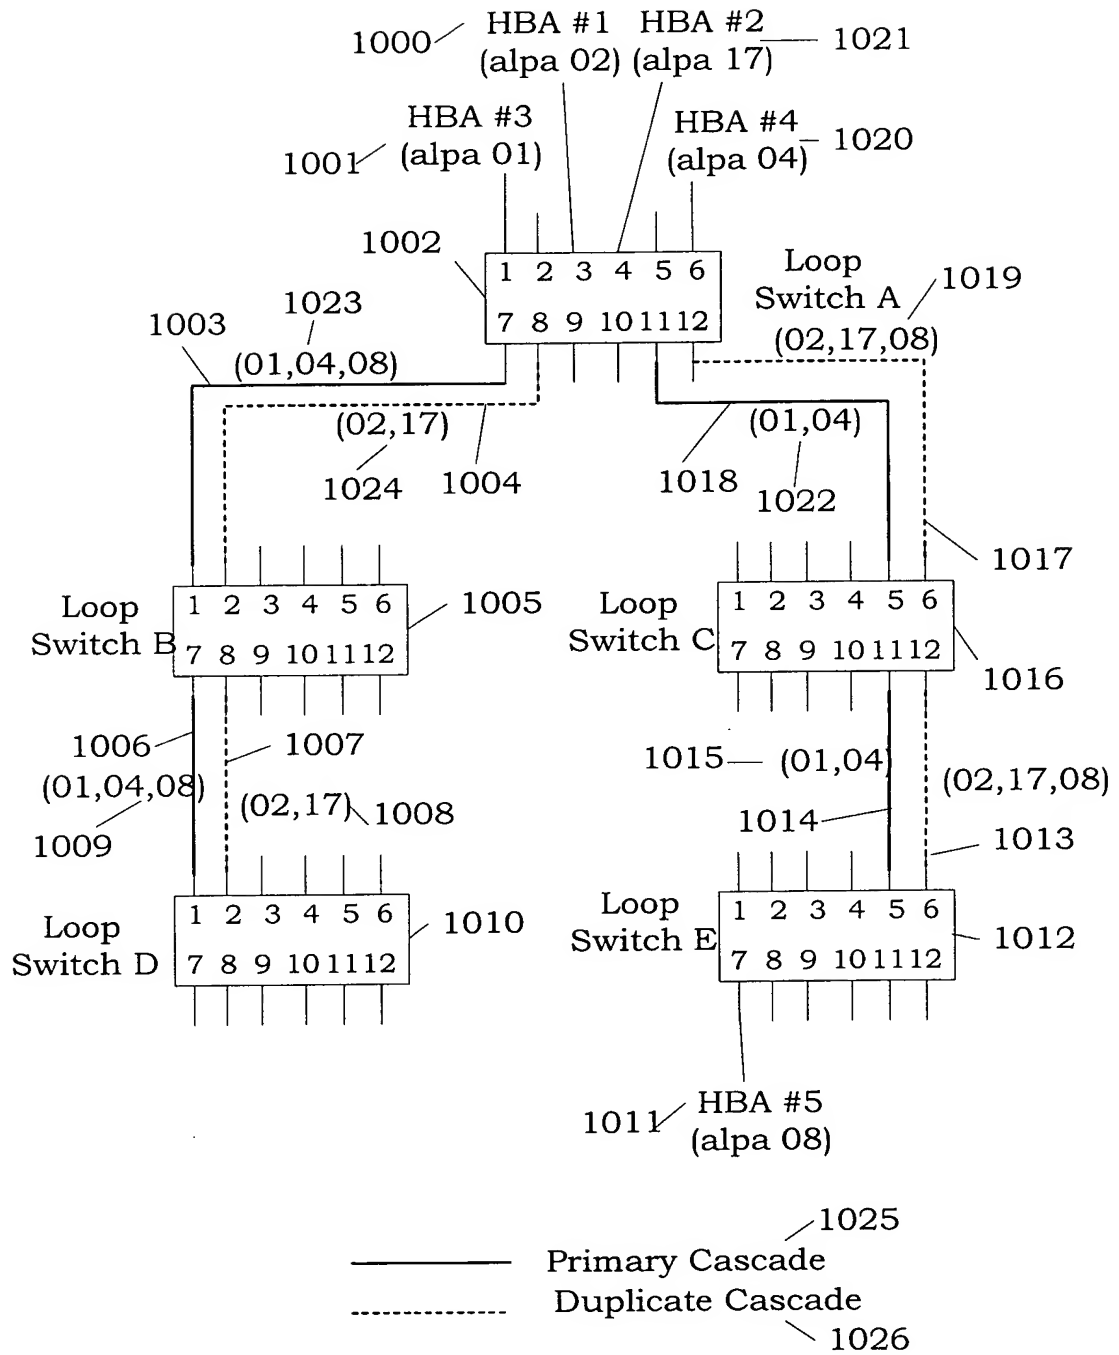 1000 HBA #1 HBA #2 1021
(alpa 02) (alpa 17)
HBA #3 HBA #4
1001 (alpa 01) (alpa 04) 1020
1002
1 2 3 4 5 6
7 8 9 10 11 12
Loop
Switch A
1019
(02,17,08)
1023
1003
(01,04,08)
(02,17)
1024 1004
(01,04)
1018
1022
1017
Loop
Switch B
1 2 3 4 5 6
7 8 9 10 11 12
1005
Loop
Switch C
1 2 3 4 5 6
7 8 9 10 11 12
1016
1006 1007
(01,04,08)
(02,17) 1008
1009
1015 (01,04)
(02,17,08)
1014
1013
Loop
Switch D
1 2 3 4 5 6
7 8 9 10 11 12
1010
Loop
Switch E
1 2 3 4 5 6
7 8 9 10 11 12
1012
1011 HBA #5
(alpa 08)
1025
Primary Cascade
Duplicate Cascade
1026